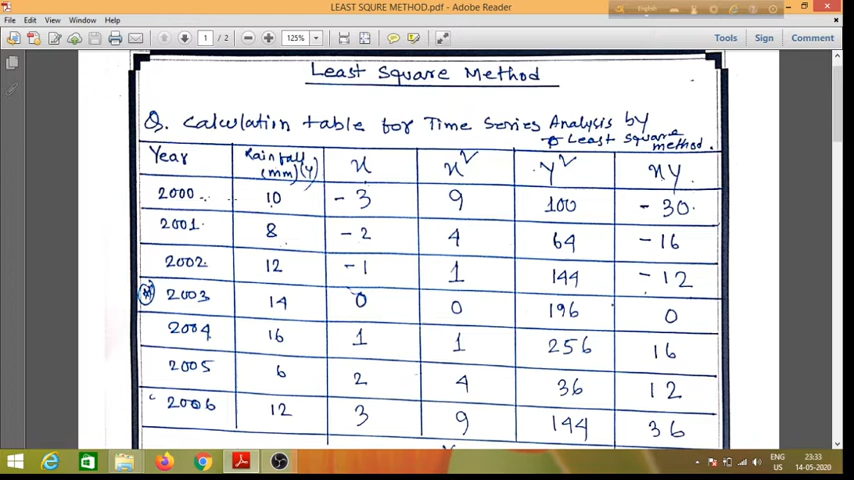 LEAST SQURE METHOD.pdf - Adobe Reader
File Edit View Window Help
1 / 2 125% Tools Sign Comment
Least Square Method
Q. Calculation table for Time Series Analysis by
Least Square method.
Year Rainfall (mm) (Y) x x² Y² xY
2000 10 -3 9 100 -30
2001 8 -2 4 64 -16
2002 12 -1 1 144 -12
2003 14 0 0 196 0
2004 16 1 1 256 16
2005 6 2 4 36 12
2006 12 3 9 144 36
ENG 23:33
US 14-05-2020